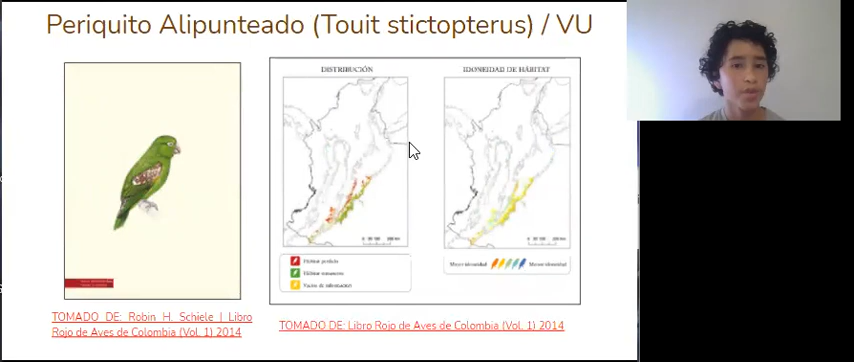 Periquito Alipunteado (Touit stictopterus) / VU
DISTRIBUCIÓN
IDONEIDAD DE HÁBITAT
Hábitat perdido
Hábitat remanente
Vacíos de información
Menor idoneidad
Mayor idoneidad
TOMADO DE: Robin H. Schiele | Libro
Rojo de Aves de Colombia (Vol. 1) 2014
TOMADO DE: Libro Rojo de Aves de Colombia (Vol. 1) 2014